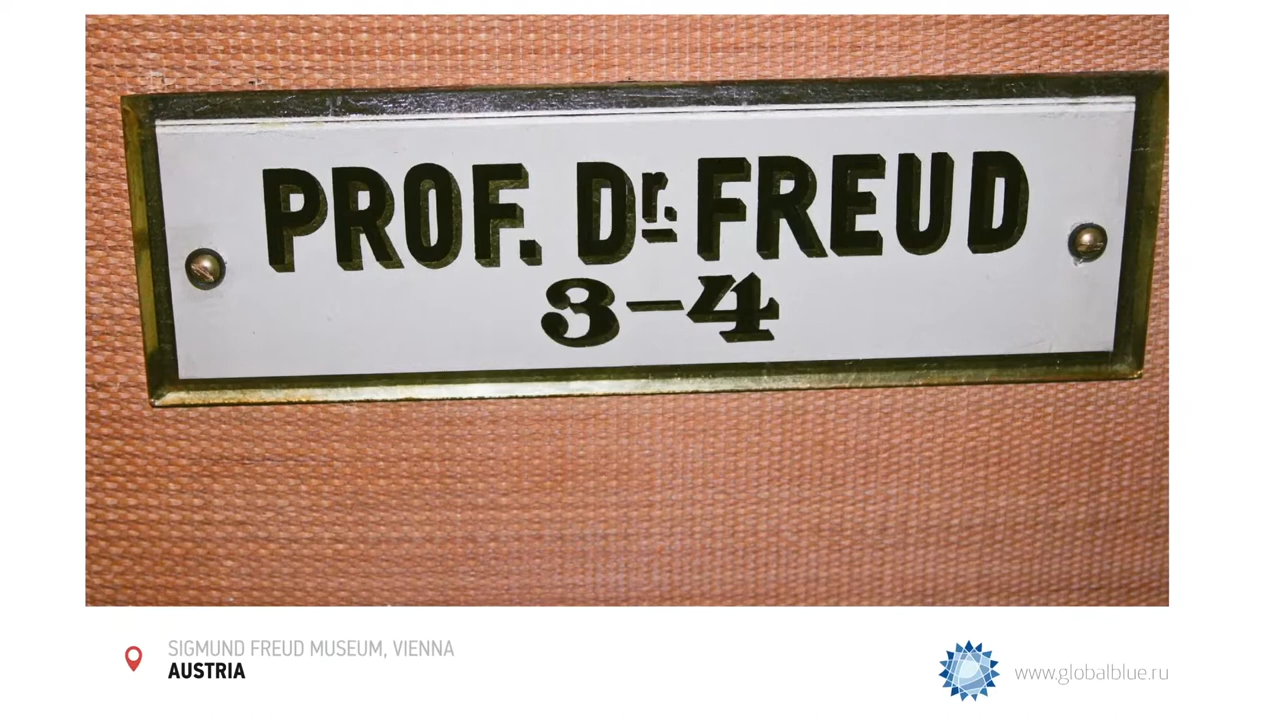 PROF. Dr. FREUD
3–4
SIGMUND FREUD MUSEUM, VIENNA
AUSTRIA
www.globalblue.ru